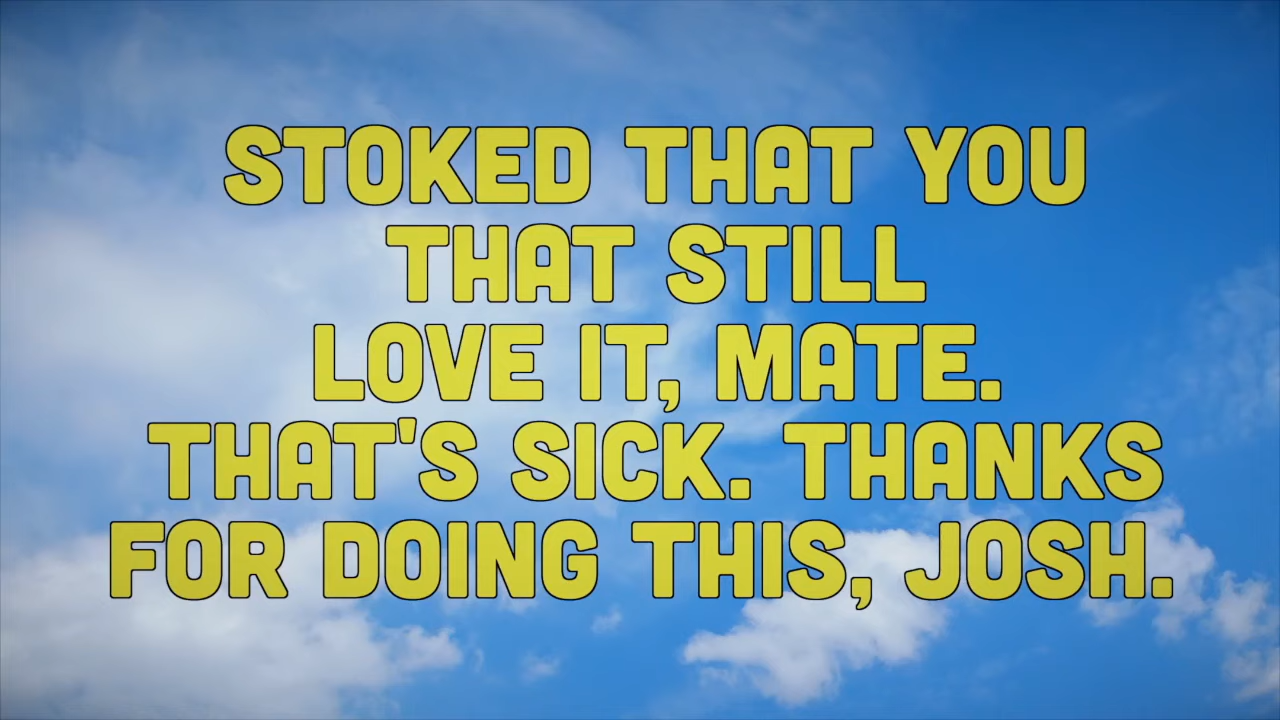 STOKED THAT YOU
THAT STILL
LOVE IT, MATE.
THAT'S SICK. THANKS
FOR DOING THIS, JOSH.